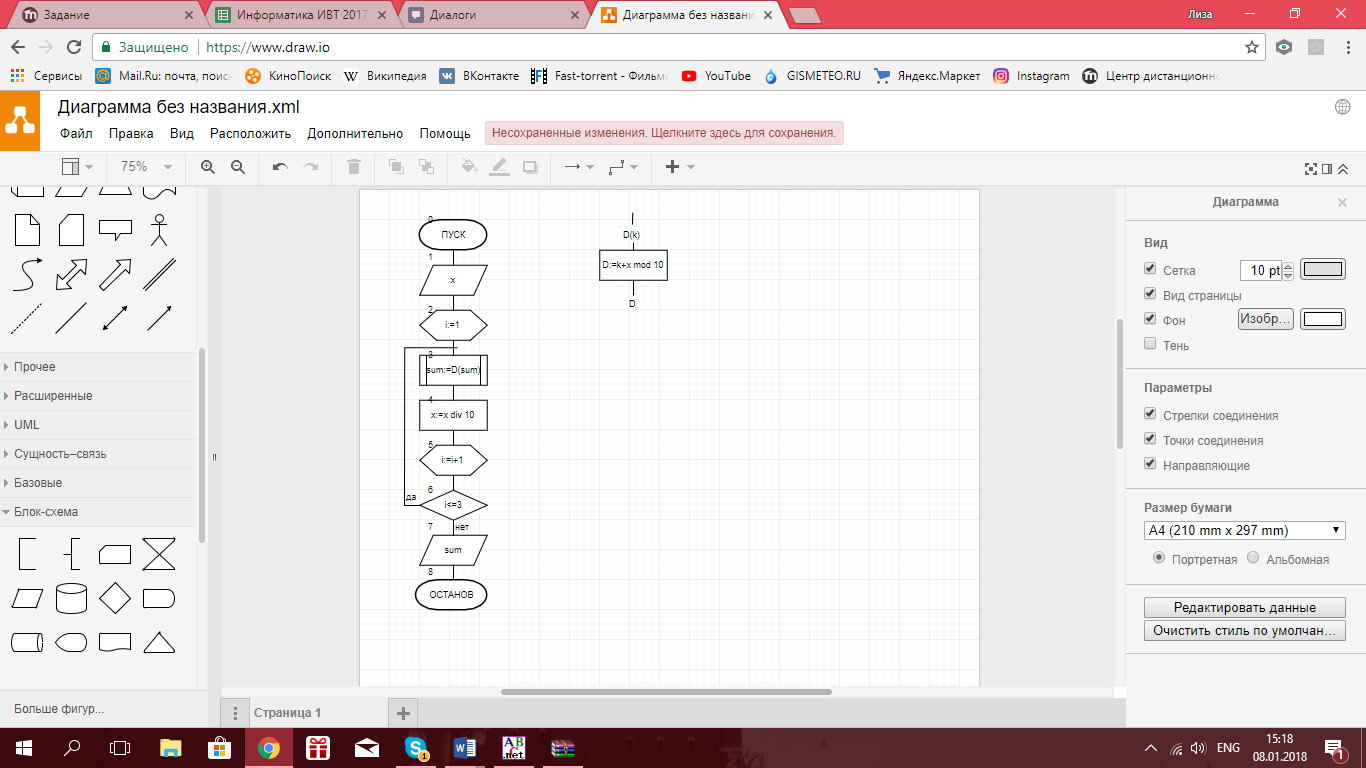 Задание
Информатика ИВТ 2017
Диалоги
Диаграмма без названи
Лиза
Защищено
https://www.draw.io
Сервисы
Mail.Ru: почта, поис
КиноПоиск
Википедия
ВКонтакте
Fast-torrent - Фильм
YouTube
GISMETEO.RU
Яндекс.Маркет
Instagram
Центр дистанционн
Диаграмма без названия.xml
Файл
Правка
Вид
Расположить
Дополнительно
Помощь
Несохраненные изменения. Щелкните здесь для сохранения.
75%
Прочее
Расширенные
UML
Сущность–связь
Базовые
Блок-схема
Больше фигур...
0
ПУСК
1
x
2
i:=1
3
sum:=D(sum)
4
x:=x div 10
5
i:=i+1
6
да
i<=3
7
нет
sum
8
ОСТАНОВ
D(k)
D:=k+x mod 10
D
Диаграмма
Вид
Сетка
10 pt
Вид страницы
Фон
Изобр...
Тень
Параметры
Стрелки соединения
Точки соединения
Направляющие
Размер бумаги
A4 (210 mm x 297 mm)
Портретная
Альбомная
Редактировать данные
Очистить стиль по умолчан...
Страница 1
1
AB
C
.net
ENG
15:18
08.01.2018
1